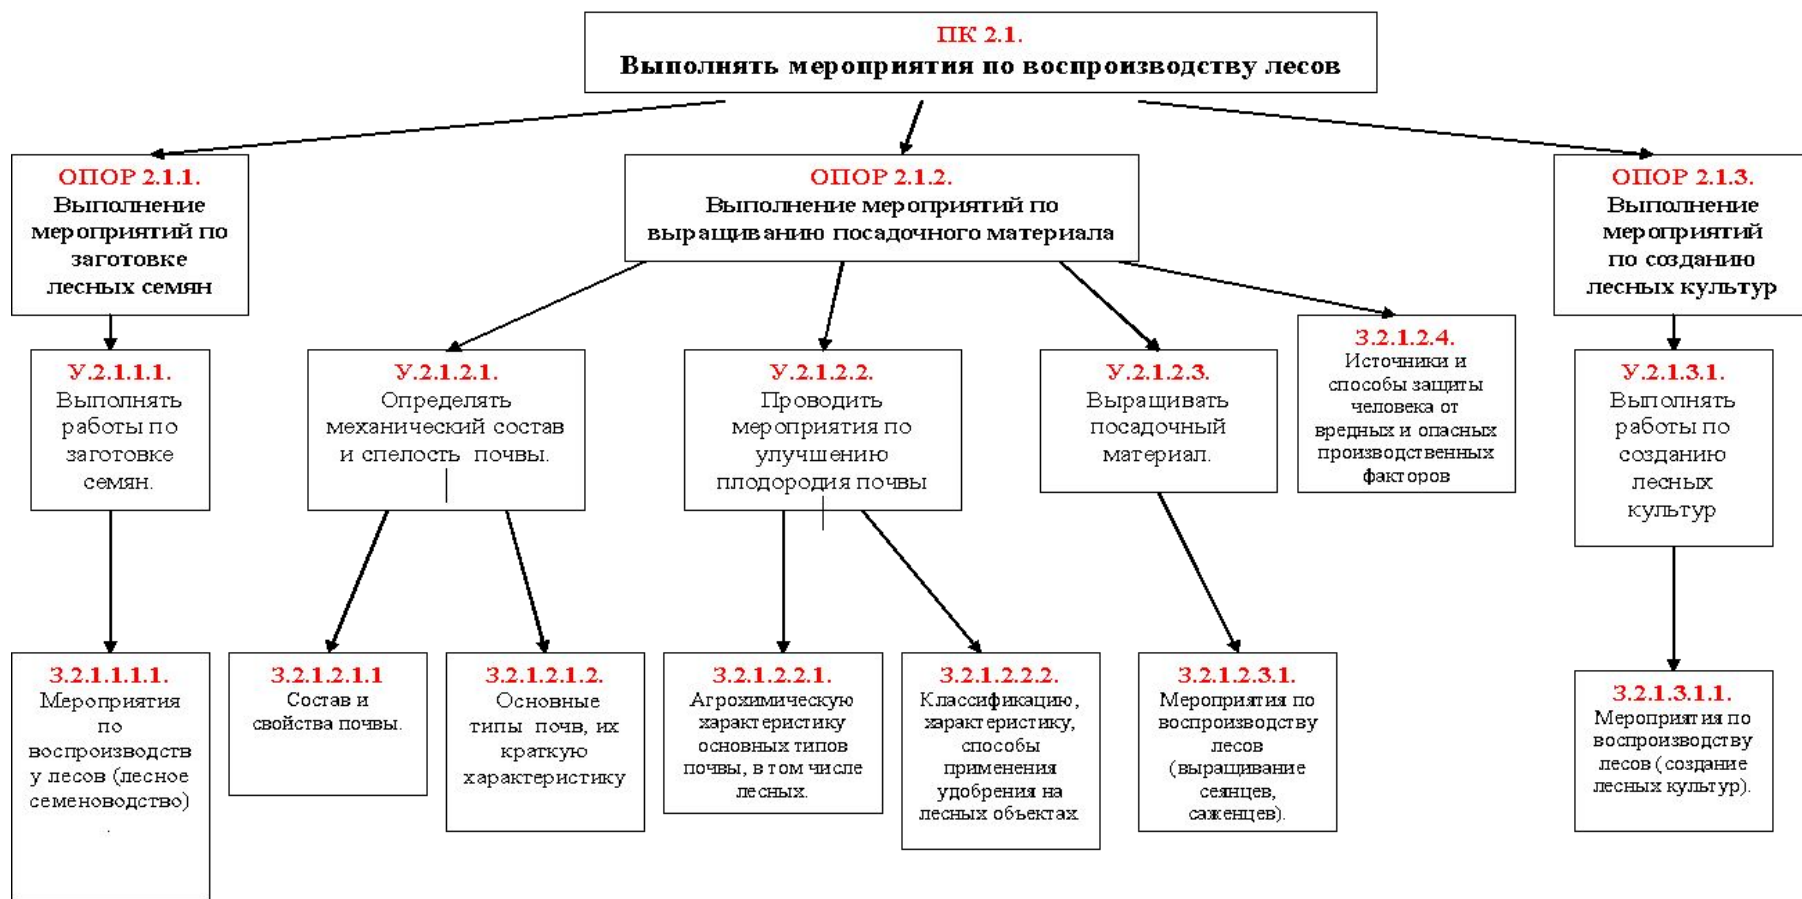 ПК 2.1.
Выполнять мероприятия по воспроизводству лесов
ОПОР 2.1.1.
Выполнение
мероприятий по
заготовке
лесных семян
ОПОР 2.1.2.
Выполнение мероприятий по
выращиванию посадочного материала
ОПОР 2.1.3.
Выполнение
мероприятий
по созданию
лесных культур
У.2.1.1.1.
Выполнять
работы по
заготовке
семян.
У.2.1.2.1.
Определять
механический состав
и спелость почвы.
У.2.1.2.2.
Проводить
мероприятия по
улучшению
плодородия почвы
У.2.1.2.3.
Выращивать
посадочный
материал.
З.2.1.2.4.
Источники и
способы защиты
человека от
вредных и опасных
производственных
факторов
У.2.1.3.1.
Выполнять
работы по
созданию
лесных
культур
З.2.1.1.1.1.
Мероприятия
по
воспроизводств
у лесов (лесное
семеноводство)
.
З.2.1.2.1.1
Состав и
свойства почвы.
З.2.1.2.1.2.
Основные
типы почв, их
краткую
характеристику
З.2.1.2.2.1.
Агрохимическую
характеристику
основных типов
почвы, в том числе
лесных.
З.2.1.2.2.2.
Классификацию,
характеристику,
способы
применения
удобрения на
лесных объектах
З.2.1.2.3.1.
Мероприятия по
воспроизводству
лесов
(выращивание
сеянцев,
саженцев).
З.2.1.3.1.1.
Мероприятия по
воспроизводству
лесов (создание
лесных культур).